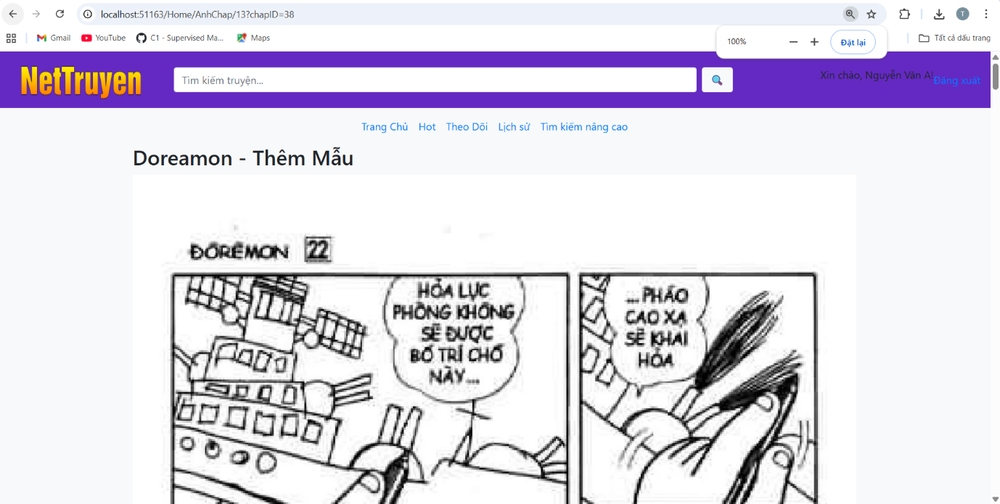 localhost:51163/Home/AnhChap/13?chapID=38
T
Gmail
YouTube
C1 - Supervised Ma...
Maps
100%
Đặt lại
Tất cả dấu trang
NetTruyen
Tìm kiếm truyện...
Xin chào, Nguyễn Văn A!
Đăng xuất
Trang Chủ Hot Theo Dõi Lịch sử Tìm kiếm nâng cao
Doreamon - Thêm Mẫu
ĐÔRÊMON 22
HỎA LỰC
PHÒNG KHÔNG
SẼ ĐƯỢC
BỐ TRÍ CHỖ
NÀY...
... PHÁO
CAO XẠ
SẼ KHAI
HỎA